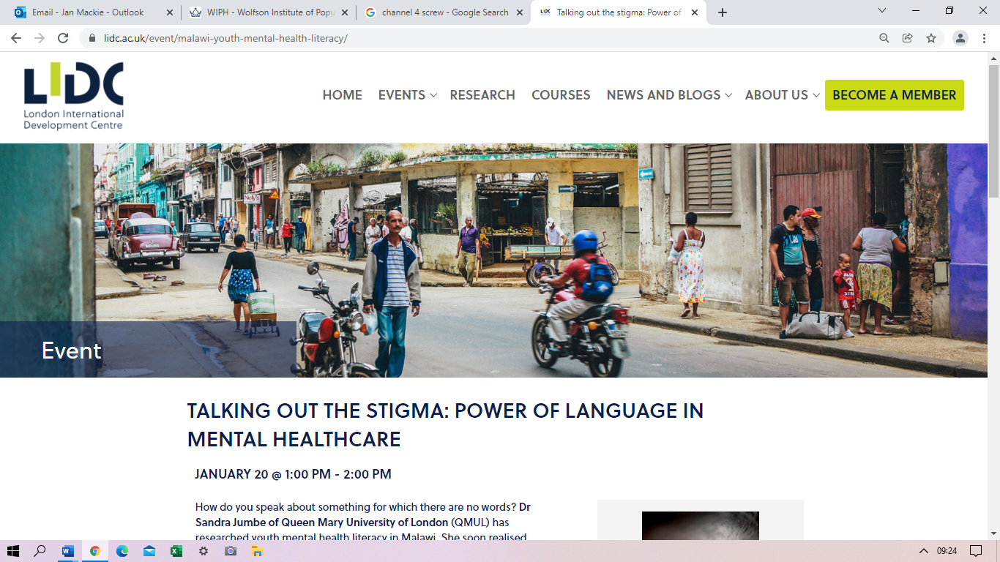 Email - Jan Mackie - Outlook
WIPH - Wolfson Institute of Popu
channel 4 screw - Google Search
Talking out the stigma: Power of
lidc.ac.uk/event/malawi-youth-mental-health-literacy/
LIDC
London International
Development Centre
HOME
EVENTS
RESEARCH
COURSES
NEWS AND BLOGS
ABOUT US
BECOME A MEMBER
Nely's
Event
TALKING OUT THE STIGMA: POWER OF LANGUAGE IN
MENTAL HEALTHCARE
JANUARY 20 @ 1:00 PM - 2:00 PM
How do you speak about something for which there are no words? Dr
Sandra Jumbe of Queen Mary University of London (QMUL) has
researched youth mental health literacy in Malawi. She soon realised
09:24